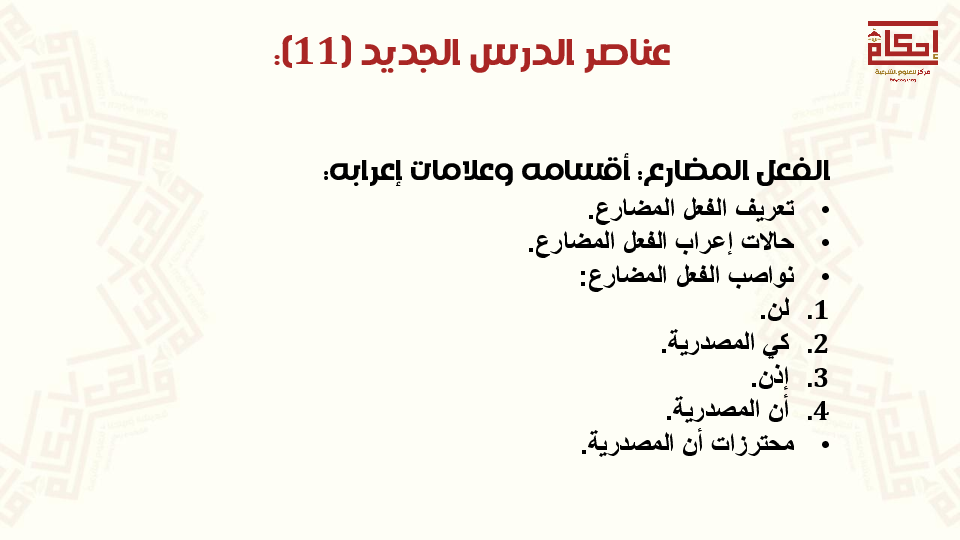 إحكام
مركز للعلوم الشرعية
عناصر الدرس الجديد (11):
الفعل المضارع: أقسامه وعلامات إعرابه:
• تعريف الفعل المضارع.
• حالات إعراب الفعل المضارع.
• نواصب الفعل المضارع:
1. لن.
2. كي المصدرية.
3. إذن.
4. أن المصدرية.
• محترزات أن المصدرية.